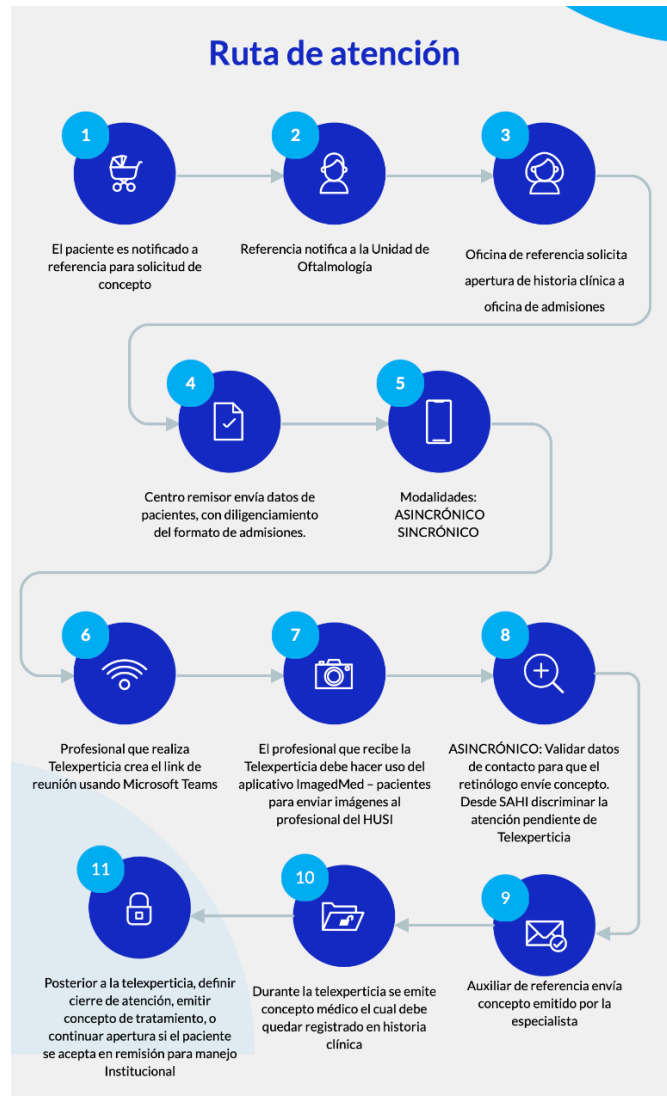 Ruta de atención
1
El paciente es notificado a
referencia para solicitud de
concepto
2
Referencia notifica a la Unidad de
Oftalmología
3
Oficina de referencia solicita
apertura de historia clínica a
oficina de admisiones
4
Centro remisor envía datos de
pacientes, con diligenciamiento
del formato de admisiones.
5
Modalidades:
ASINCRÓNICO
SINCRÓNICO
6
Profesional que realiza
Telexperticia crea el link de
reunión usando Microsoft Teams
7
El profesional que recibe la
Telexperticia debe hacer uso del
aplicativo ImagedMed – pacientes
para enviar imágenes al
profesional del HUSI
8
ASINCRÓNICO: Validar datos
de contacto para que el
retinólogo envíe concepto.
Desde SAHI discriminar la
atención pendiente de
Telexperticia
9
Auxiliar de referencia envía
concepto emitido por la
especialista
10
Durante la telexperticia se emite
concepto médico el cual debe
quedar registrado en historia
clínica
11
Posterior a la telexperticia, definir
cierre de atención, emitir
concepto de tratamiento, o
continuar apertura si el paciente
se acepta en remisión para manejo
Institucional